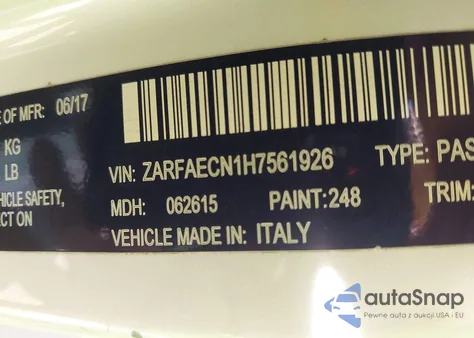 E OF MFR: 06/17
KG
LB
VIN: ZARFAECN1H7561926
TYPE: PAS
HICLE SAFETY,
ECT ON
MDH: 062615
PAINT:248
TRIM:
VEHICLE MADE IN: ITALY
autaSnap
Pewne auta z aukcji USA i EU